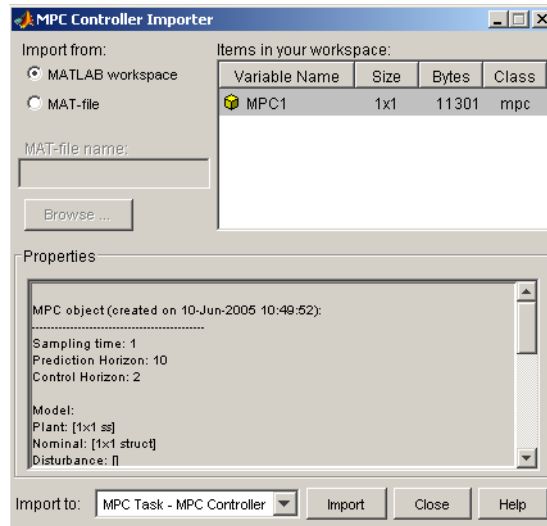 MPC Controller Importer
Import from:
MATLAB workspace
MAT-file
MAT-file name:
Browse ...
Items in your workspace:
Variable Name Size Bytes Class
MPC1 1x1 11301 mpc
Properties
MPC object (created on 10-Jun-2005 10:49:52):
---------------------------------------------
Sampling time: 1
Prediction Horizon: 10
Control Horizon: 2
Model:
Plant: [1x1 ss]
Nominal: [1x1 struct]
Disturbance: []
Import to: MPC Task - MPC Controller Import Close Help